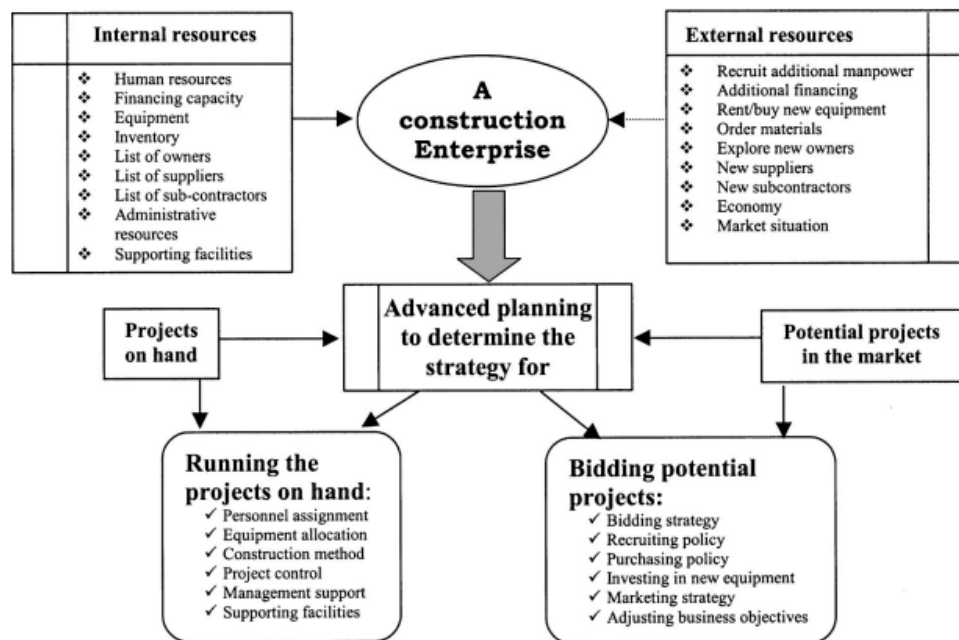 Internal resources
❖ Human resources
❖ Financing capacity
❖ Equipment
❖ Inventory
❖ List of owners
❖ List of suppliers
❖ List of sub-contractors
❖ Administrative
resources
❖ Supporting facilities
A
construction
Enterprise
External resources
❖ Recruit additional manpower
❖ Additional financing
❖ Rent/buy new equipment
❖ Order materials
❖ Explore new owners
❖ New suppliers
❖ New subcontractors
❖ Economy
❖ Market situation
Projects
on hand
Advanced planning
to determine the
strategy for
Potential projects
in the market
Running the
projects on hand:
✓ Personnel assignment
✓ Equipment allocation
✓ Construction method
✓ Project control
✓ Management support
✓ Supporting facilities
Bidding potential
projects:
✓ Bidding strategy
✓ Recruiting policy
✓ Purchasing policy
✓ Investing in new equipment
✓ Marketing strategy
✓ Adjusting business objectives